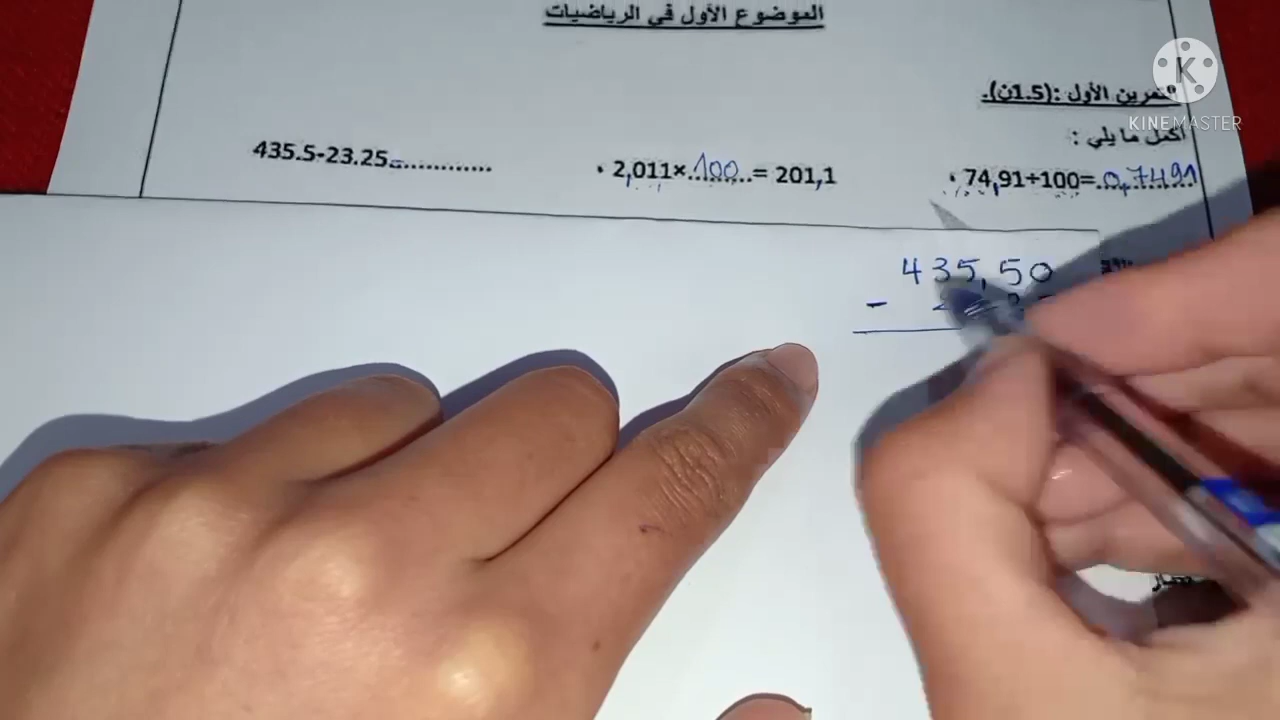 الموضوع الأول في الرياضيات
التمرين الأول :(1.5ن).
أكمل ما يلي :
• 74,91÷100=.0,7491
• 2,011×.100..= 201,1
435.5-23.25=............
435,50
-
KINEMASTER